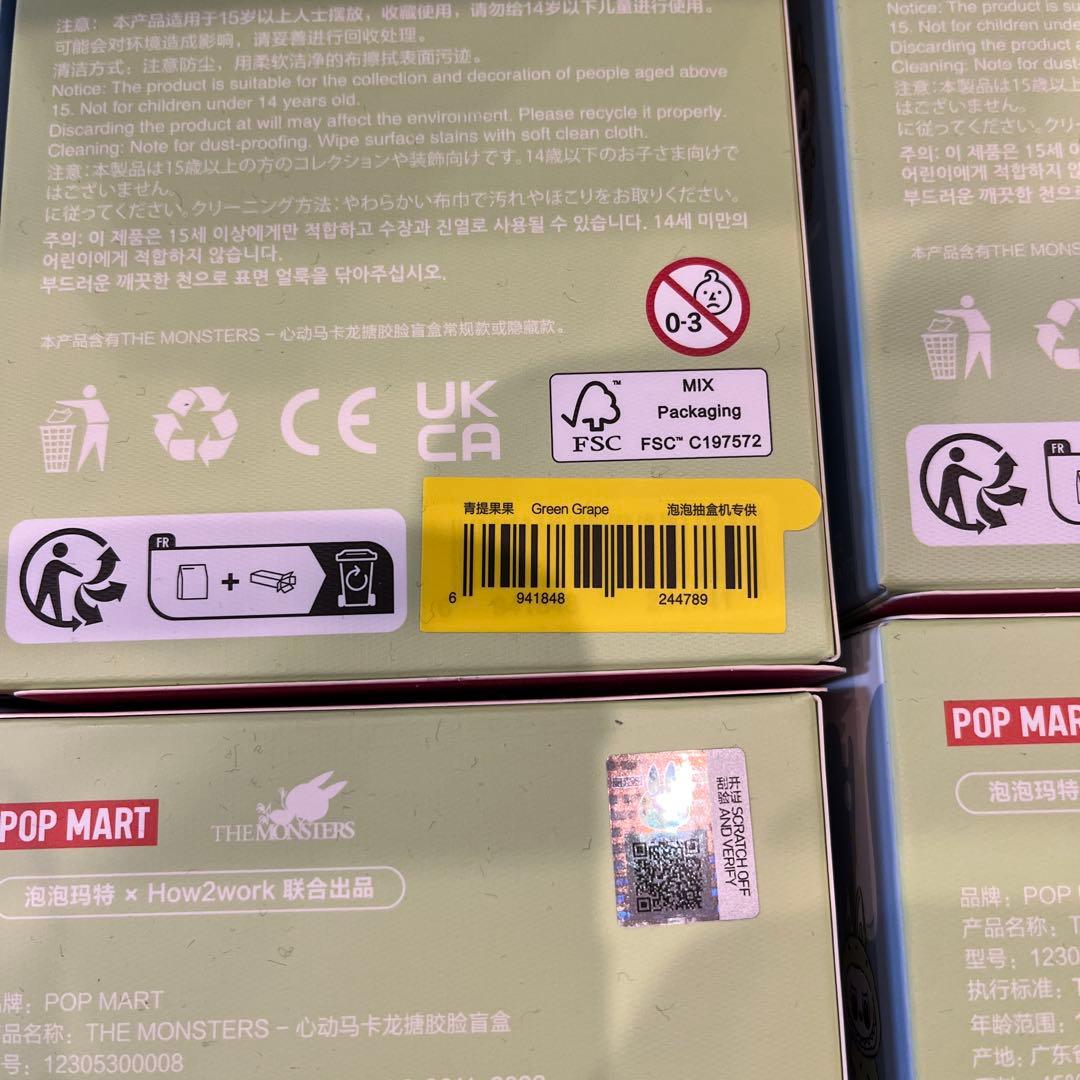 注意： 本产品适用于15岁以上人士摆放，收藏使用，请勿给14岁以下儿童进行使用。
可能会对环境造成影响，请妥善进行回收处理。
清洁方式：注意防尘，用柔软洁净的布擦拭表面污迹。
Notice: The product is suitable for the collection and decoration of people aged above
15. Not for children under 14 years old.
Discarding the product at will may affect the environment. Please recycle it properly.
Cleaning: Note for dust-proofing. Wipe surface stains with soft clean cloth.
注意：本製品は15歳以上の方のコレクションや装飾向けです。14歳以下のお子さま向けで
はございません。
に従ってください。クリーニング方法：やわらかい布巾で汚れやほこりをお取りください。
주의: 이 제품은 15세 이상에게만 적합하고 수장과 진열로 사용될 수 있습니다. 14세 미만의
어린이에게 적합하지 않습니다.
부드러운 깨끗한 천으로 표면 얼룩을 닦아주십시오.
0-3
本产品含有THE MONSTERS – 心动马卡龙搪胶脸盲盒常规款或隐藏款。
CE
UK
CA
FSC™
MIX
Packaging
FSC™ C197572
FR
+
青提果果 Green Grape 泡泡抽盒机专供
6 941848 244789
POP MART
THE MONSTERS
泡泡玛特 × How2work 联合出品
刮开 SCRATCH OFF
验证 AND VERIFY
牌：POP MART
品名称：THE MONSTERS – 心动马卡龙搪胶脸盲盒
号：12305300008
Notice: The product is su
15. Not for children unde
Discarding the product a
Cleaning: Note for dust-
注意：本製品は15歳以上
はございません。
に従ってください。クリー
주의: 이 제품은 15세 이
어린이에게 적합하지 않
부드러운 깨끗한 천으
本产品含有THE MONS
FR
POP MAR
泡泡玛特
品牌：POP
产品名称：T
型号：1230
执行标准：
年龄范围：
产地：广东省